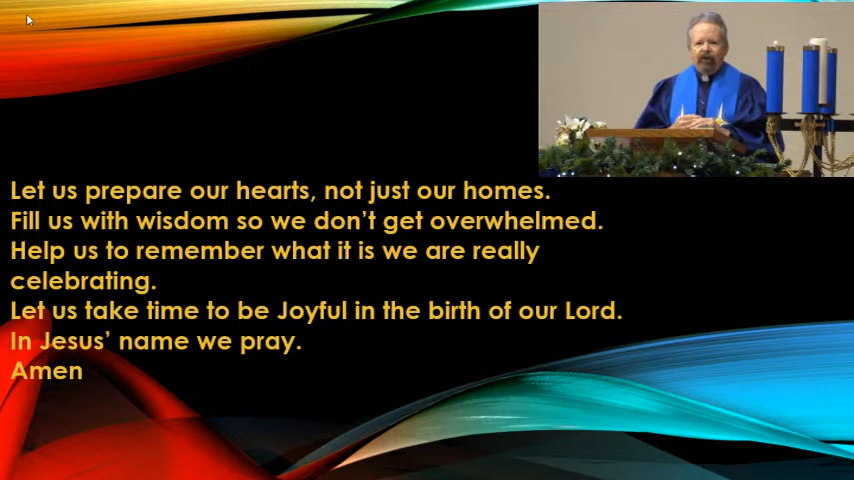 Let us prepare our hearts, not just our homes.
Fill us with wisdom so we don’t get overwhelmed.
Help us to remember what it is we are really
celebrating.
Let us take time to be Joyful in the birth of our Lord.
In Jesus’ name we pray.
Amen